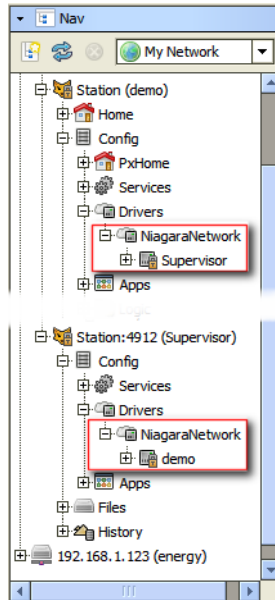 Nav
My Network
Station (demo)
Home
Config
PxHome
Services
Drivers
NiagaraNetwork
Supervisor
Apps
Station:4912 (Supervisor)
Config
Services
Drivers
NiagaraNetwork
demo
Apps
Files
History
192.168.1.123 (energy)